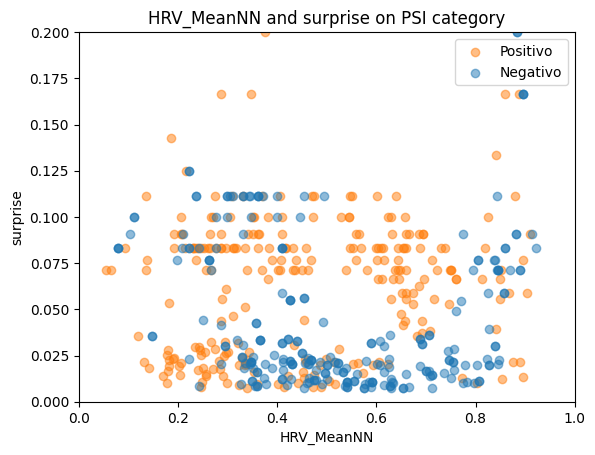 HRV_MeanNN and surprise on PSI category
Positivo
Negativo
surprise
0.200
0.175
0.150
0.125
0.100
0.075
0.050
0.025
0.000
0.0 0.2 0.4 0.6 0.8 1.0
HRV_MeanNN